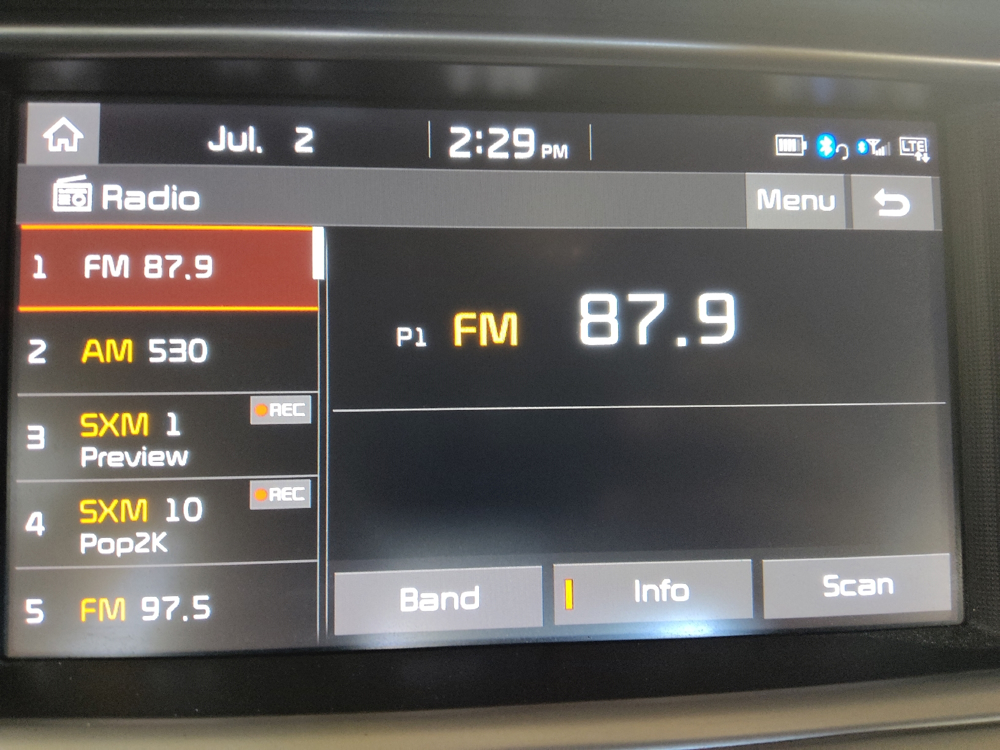 Jul. 2 2:29 PM LTE
Radio Menu
1 FM 87.9
P1 FM 87.9
2 AM 530
3 SXM 1 REC
Preview
4 SXM 10 REC
Pop2K
5 FM 97.5
Band Info Scan